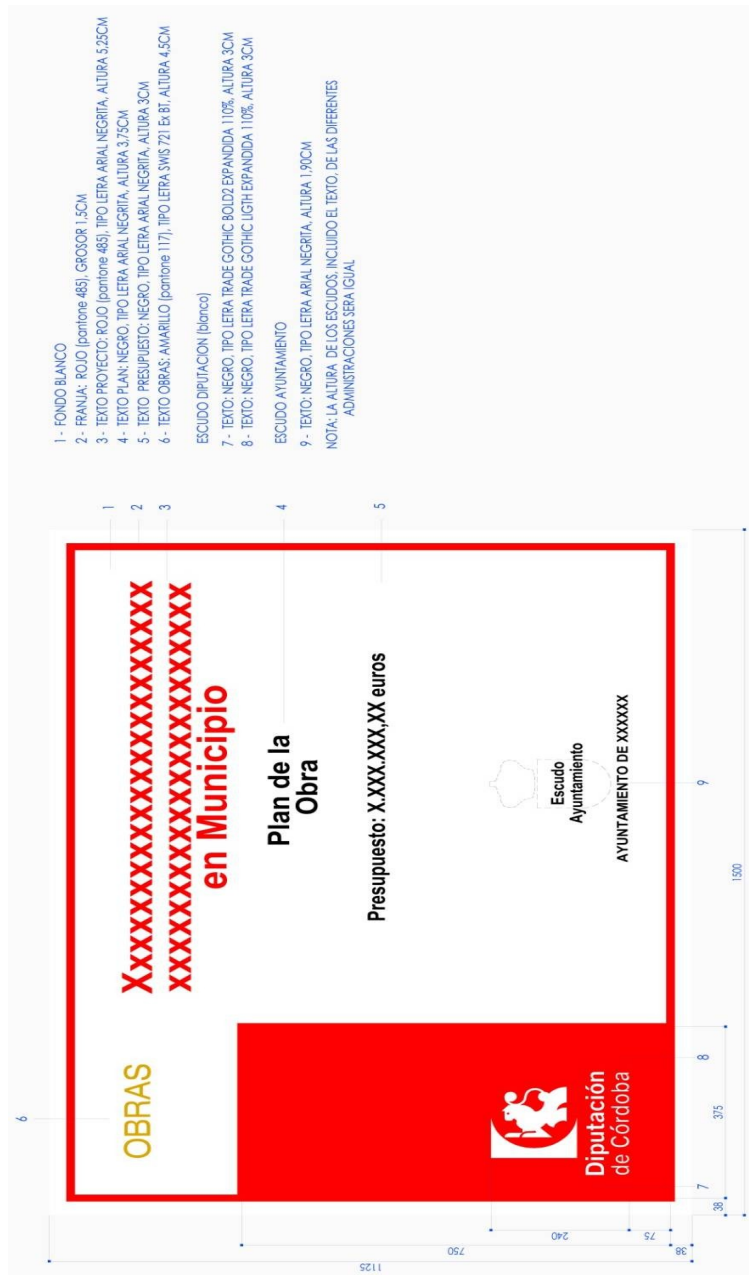 6
OBRAS
Xxxxxxxxxxxxxxxxxxxxxxxxx
xxxxxxxxxxxxxxxxxxxxxxxxx
en Municipio
Plan de la
Obra
Presupuesto: X.XXX.XXX,XX euros
Escudo
Ayuntamiento
AYUNTAMIENTO DE XXXXXX
Diputación
de Córdoba
1
2
3
4
5
7
8
9
38
375
1500
1125
750
240
75
38
1 - FONDO BLANCO
2 - FRANJA: ROJO (pantone 485), GROSOR 1,5CM
3 - TEXTO PROYECTO: ROJO (pantone 485), TIPO LETRA ARIAL NEGRITA, ALTURA 5,25CM
4 - TEXTO PLAN: NEGRO, TIPO LETRA ARIAL NEGRITA, ALTURA 3,75CM
5 - TEXTO PRESUPUESTO: NEGRO, TIPO LETRA ARIAL NEGRITA, ALTURA 3CM
6 - TEXTO OBRAS: AMARILLO (pantone 117), TIPO LETRA SWIS 721 Ex BT, ALTURA 4,5CM
ESCUDO DIPUTACION (blanco)
7 - TEXTO: NEGRO, TIPO LETRA TRADE GOTHIC BOLD2 EXPANDIDA 110%, ALTURA 3CM
8 - TEXTO: NEGRO, TIPO LETRA TRADE GOTHIC LIGTH EXPANDIDA 110%, ALTURA 3CM
ESCUDO AYUNTAMIENTO
9 - TEXTO: NEGRO, TIPO LETRA ARIAL NEGRITA, ALTURA 1,90CM
NOTA: LA ALTURA DE LOS ESCUDOS, INCLUIDO EL TEXTO, DE LAS DIFERENTES
ADMINISTRACIONES SERA IGUAL